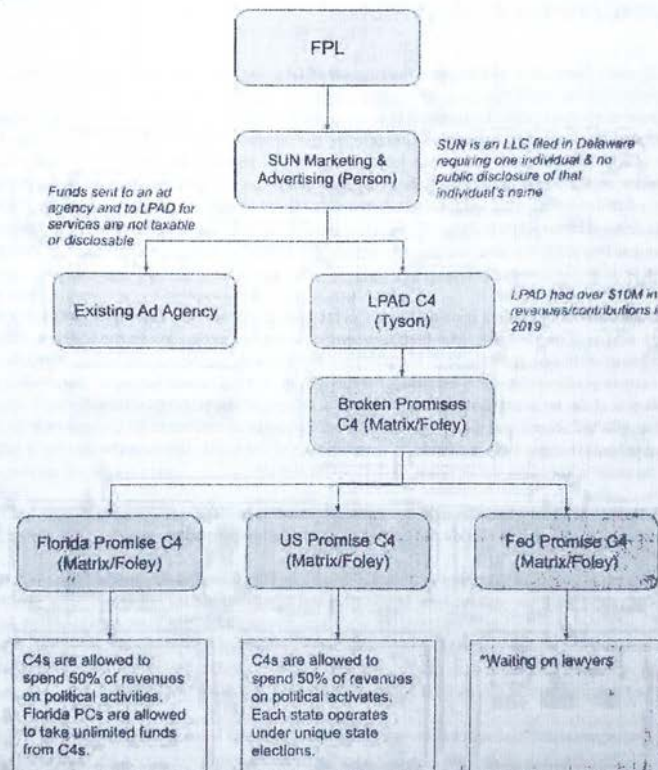 FPL
SUN Marketing &
Advertising (Person)
SUN is an LLC filed in Delaware
requiring one individual & no
public disclosure of that
individual's name
Funds sent to an ad
agency and to LPAD for
services are not taxable
or disclosable
Existing Ad Agency
LPAD C4
(Tyson)
LPAD had over $10M in
revenues/contributions
2019
Broken Promises
C4 (Matrix/Foley)
Florida Promise C4
(Matrix/Foley)
US Promise C4
(Matrix/Foley)
Fed Promise C4
(Matrix/Foley)
C4s are allowed to
spend 50% of revenues
on political activities.
Florida PCs are allowed
to take unlimited funds
from C4s.
C4s are allowed to
spend 50% of revenues
on political activates.
Each state operates
under unique state
elections.
*Waiting on lawyers